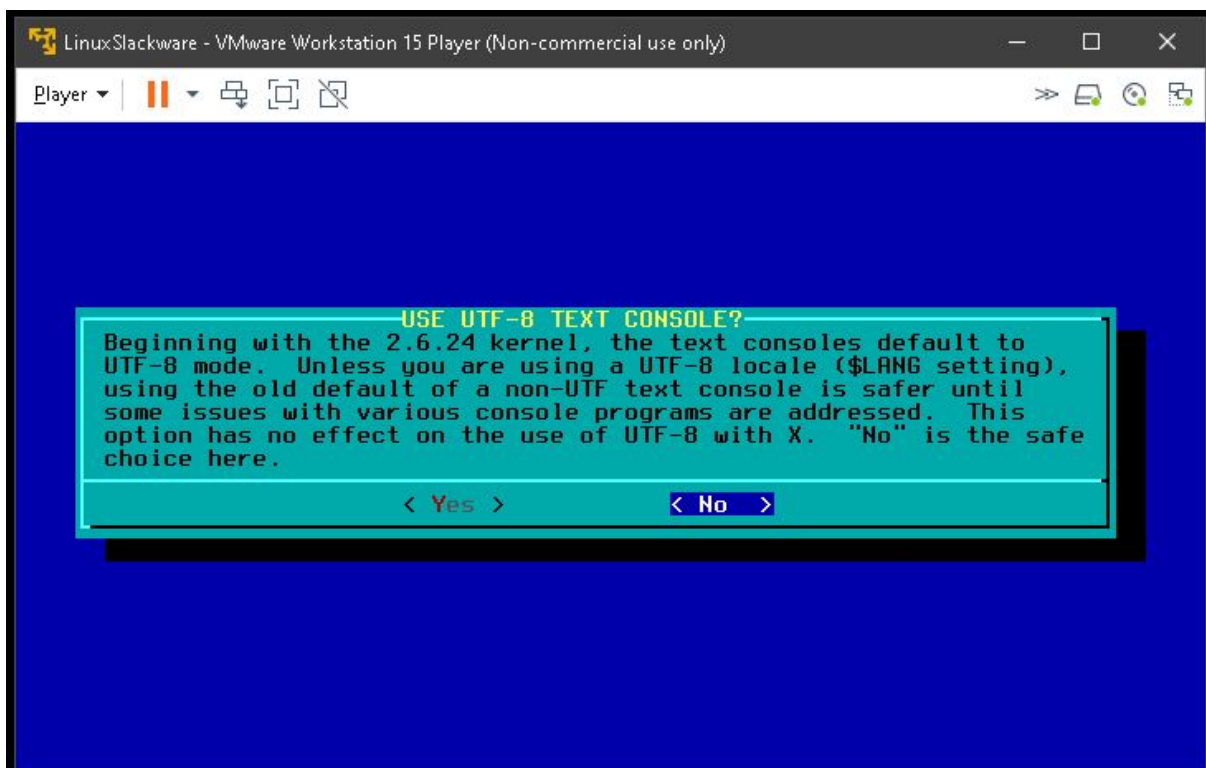 LinuxSlackware - VMware Workstation 15 Player (Non-commercial use only)
Player
USE UTF-8 TEXT CONSOLE?
Beginning with the 2.6.24 kernel, the text consoles default to
UTF-8 mode.  Unless you are using a UTF-8 locale ($LANG setting),
using the old default of a non-UTF text console is safer until
some issues with various console programs are addressed.  This
option has no effect on the use of UTF-8 with X.  "No" is the safe
choice here.
< Yes > < No >